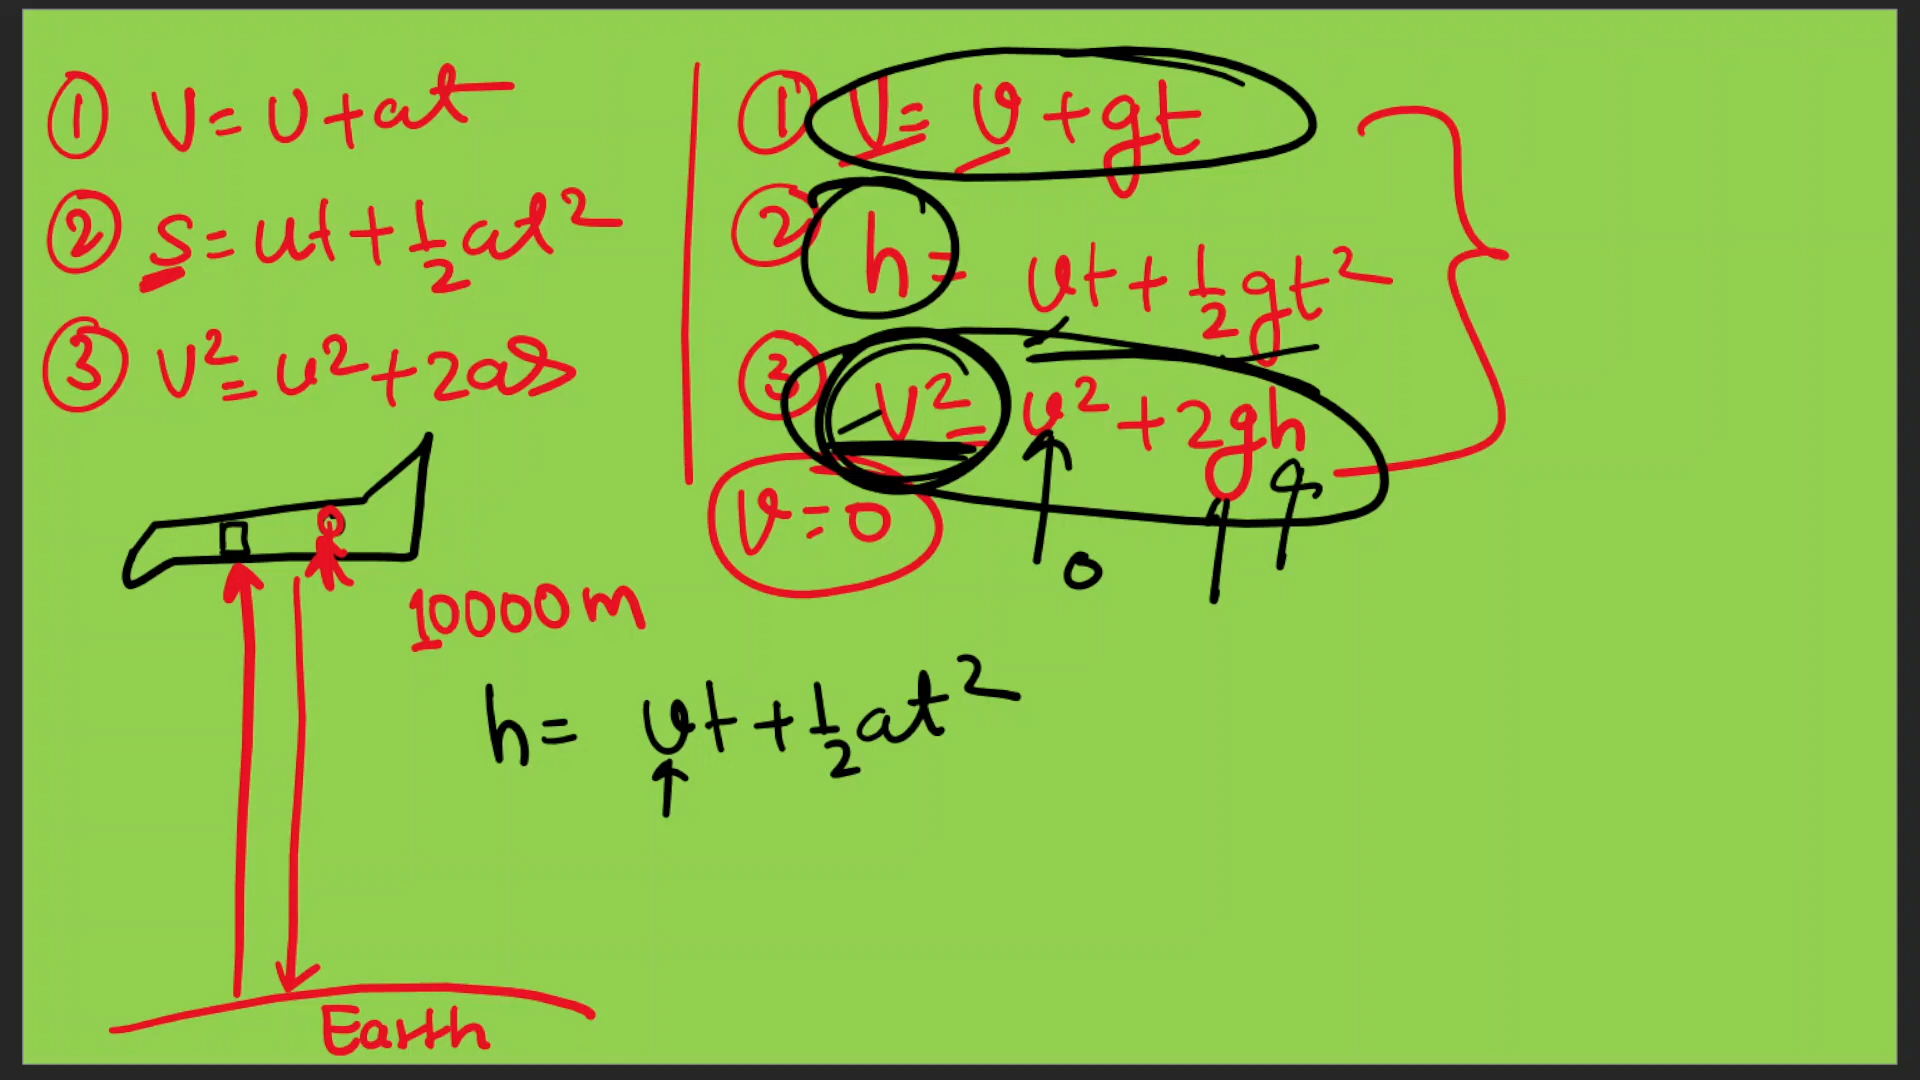 ① V = U + at
② s = ut + ½at²
③ V² = u² + 2as
① V = u + gt
② h = ut + ½gt²
③ V² = u² + 2gh
u = 0
0
10000m
h = ut + ½at²
Earth